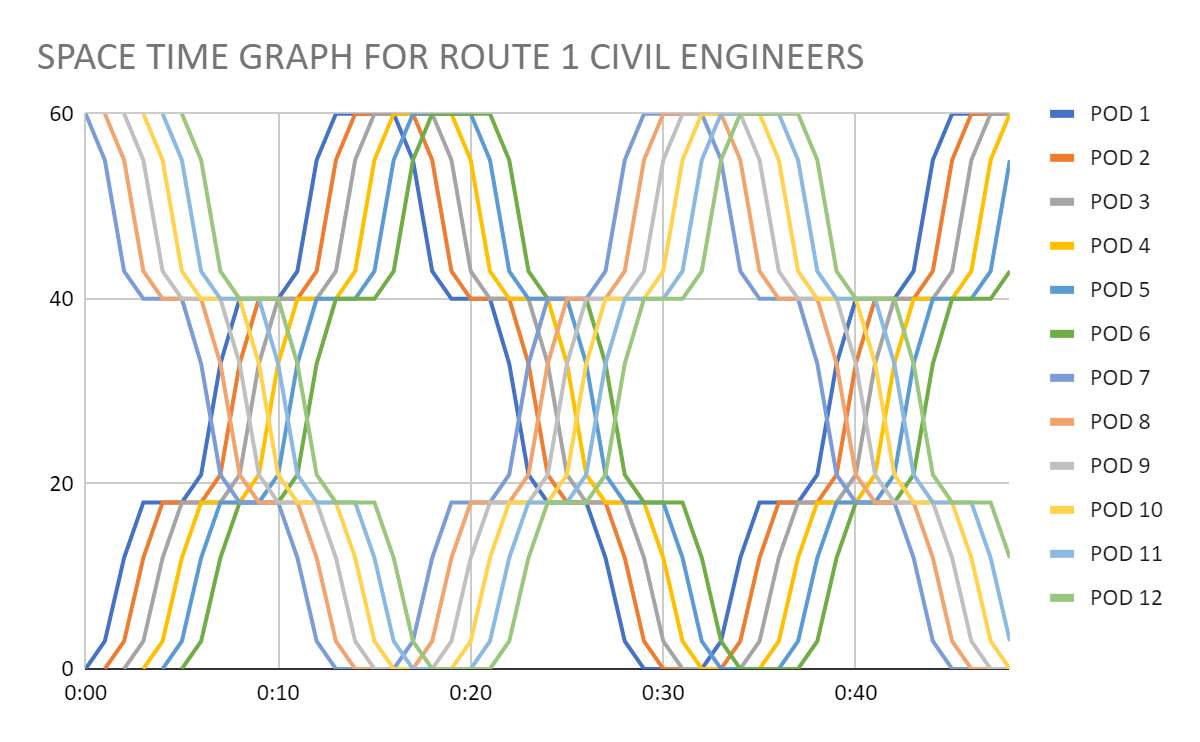 SPACE TIME GRAPH FOR ROUTE 1 CIVIL ENGINEERS
60
40
20
0
0:00 0:10 0:20 0:30 0:40
POD 1
POD 2
POD 3
POD 4
POD 5
POD 6
POD 7
POD 8
POD 9
POD 10
POD 11
POD 12